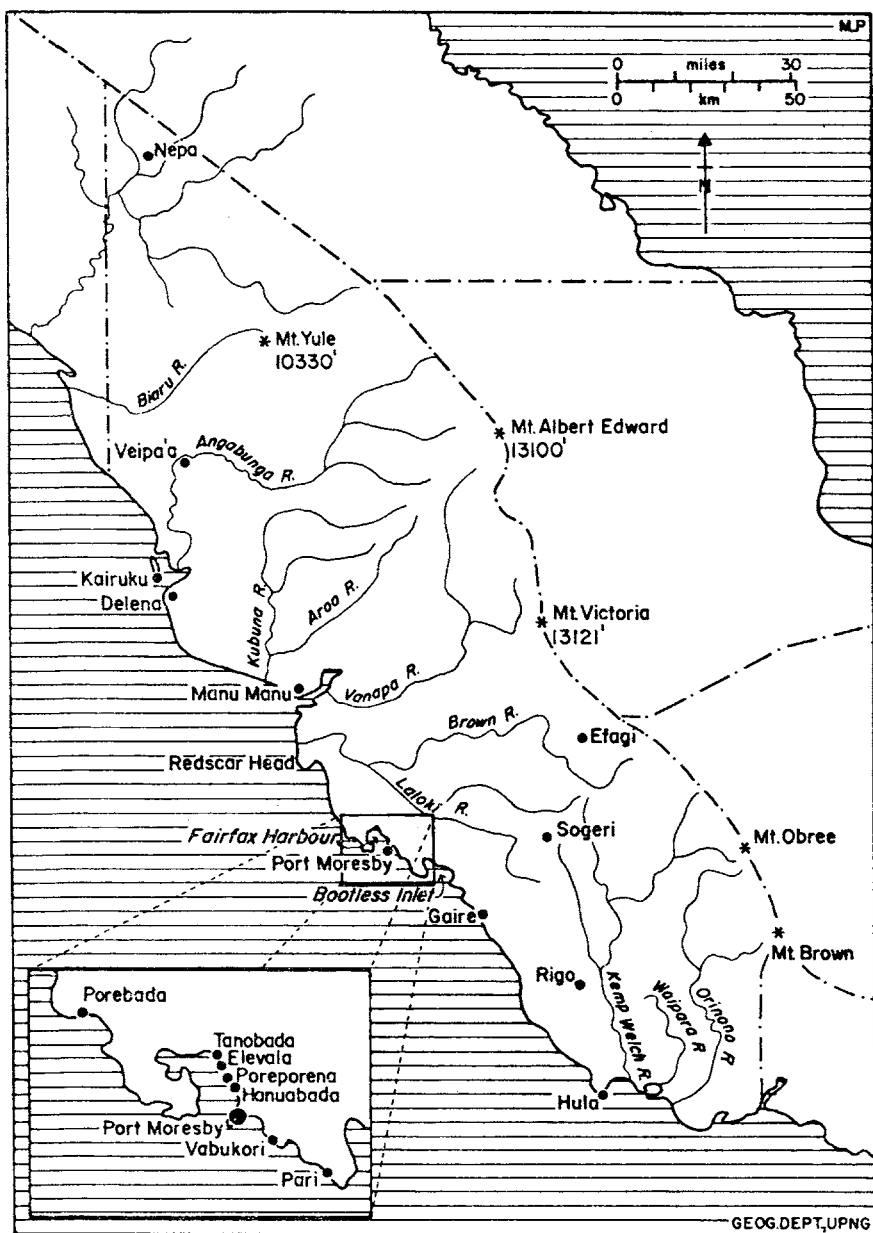 M.P
0 miles 30
0 km 50
N
Nepa
Mt. Yule
10330'
Biaru R.
Mt. Albert Edward
13100'
Veipa'a
Angabunga R.
Kairuku
Delena
Kubuna R.
Aroa R.
Mt. Victoria
13121'
Manu Manu
Vanapa R.
Brown R.
Efagi
Redscar Head
Laloki R.
Fairfax Harbour
Port Moresby
Sogeri
Mt. Obree
Bootless Inlet
Gaire
Mt. Brown
Rigo
Kemp Welch R.
Waipara R
Orinano R
Hula
Porebada
Tanobada
Elevala
Poreporena
Hanuabada
Port Moresby
Vabukori
Pari
GEOG.DEPT,UPNG